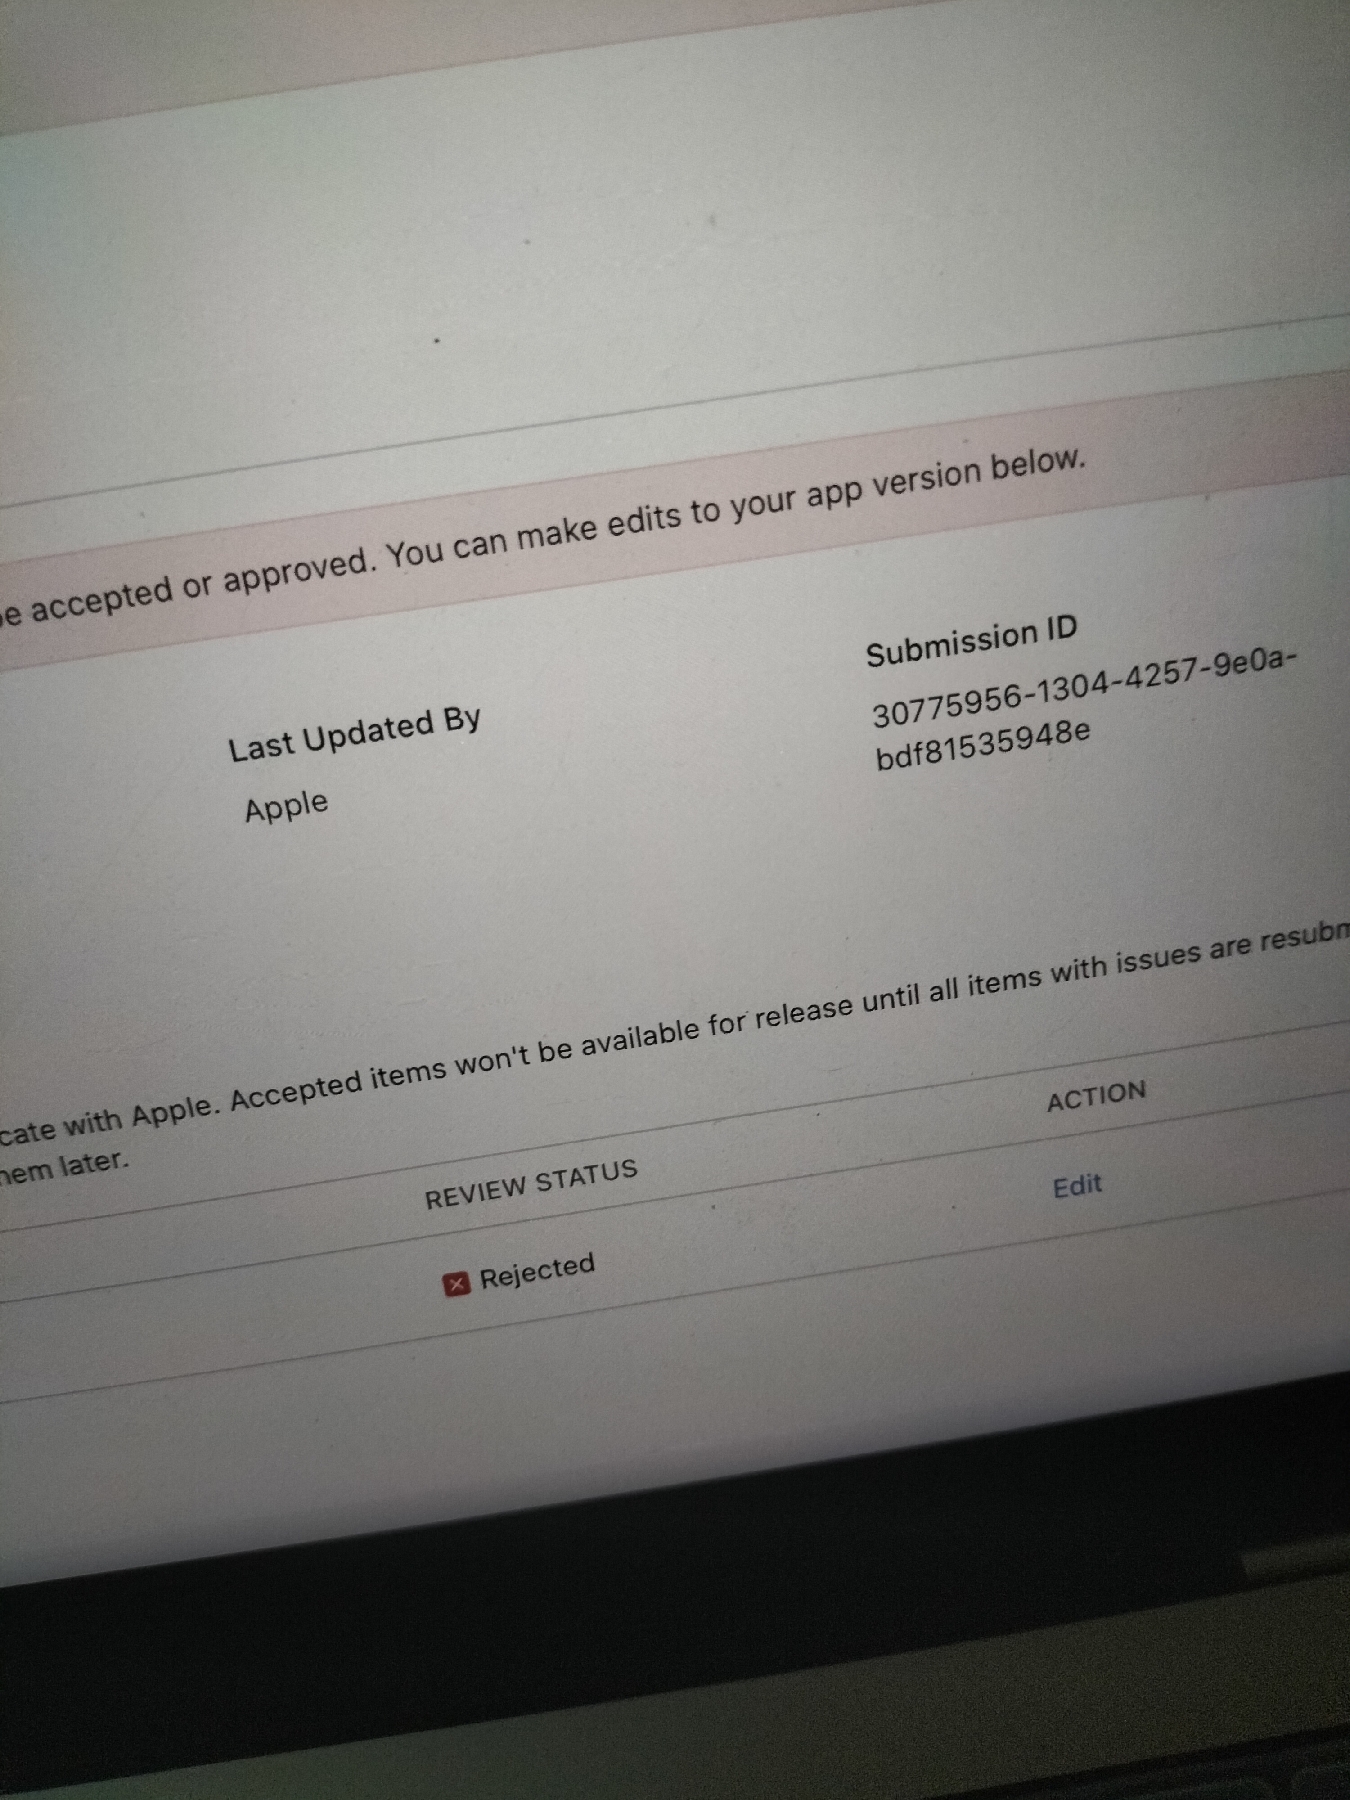 be accepted or approved. You can make edits to your app version below.
Last Updated By
Apple
Submission ID
30775956-1304-4257-9e0a-
bdf81535948e
cate with Apple. Accepted items won't be available for release until all items with issues are resubm
hem later.
REVIEW STATUS
ACTION
Rejected
Edit